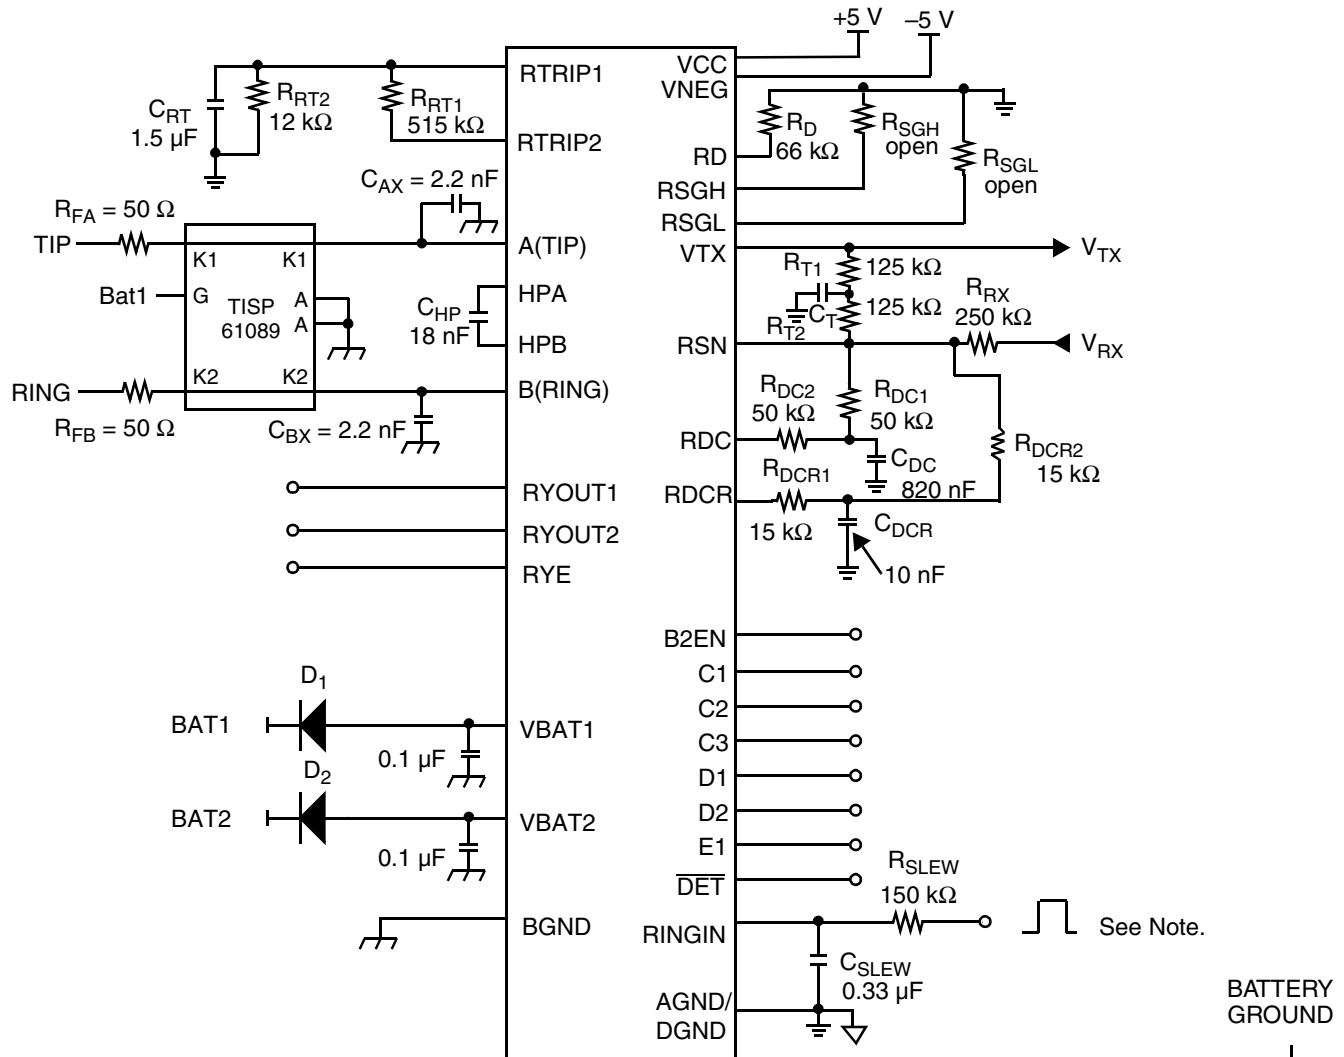 +5 V
–5 V
RTRIP1
VCC
VNEG
C_RT
1.5 µF
R_RT2
12 kΩ
R_RT1
515 kΩ
RTRIP2
R_D
66 kΩ
R_SGH
open
R_SGL
open
RD
RSGH
RSGL
C_AX = 2.2 nF
R_FA = 50 Ω
TIP
K1
K1
A(TIP)
VTX
V_TX
R_T1
125 kΩ
Bat1
G
TISP
61089
A
A
C_HP
18 nF
HPA
HPB
C_T
125 kΩ
R_T2
R_RX
250 kΩ
RSN
V_RX
RING
K2
K2
B(RING)
R_FB = 50 Ω
C_BX = 2.2 nF
R_DC2
50 kΩ
R_DC1
50 kΩ
RDC
C_DC
820 nF
R_DCR2
15 kΩ
R_DCR1
15 kΩ
RDCR
C_DCR
10 nF
RYOUT1
RYOUT2
RYE
B2EN
C1
C2
C3
D1
D2
E1
DET
D1
BAT1
VBAT1
0.1 µF
D2
BAT2
VBAT2
0.1 µF
BGND
R_SLEW
150 kΩ
RINGIN
See Note.
C_SLEW
0.33 µF
AGND/
DGND
BATTERY
GROUND